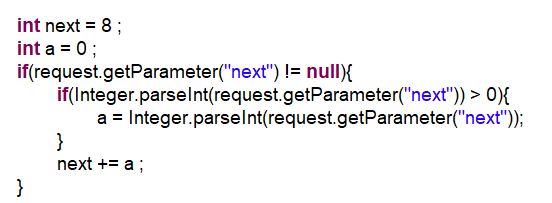 int next = 8 ;
int a = 0 ;
if(request.getParameter("next") != null){
if(Integer.parseInt(request.getParameter("next")) > 0){
a = Integer.parseInt(request.getParameter("next"));
}
next += a ;
}